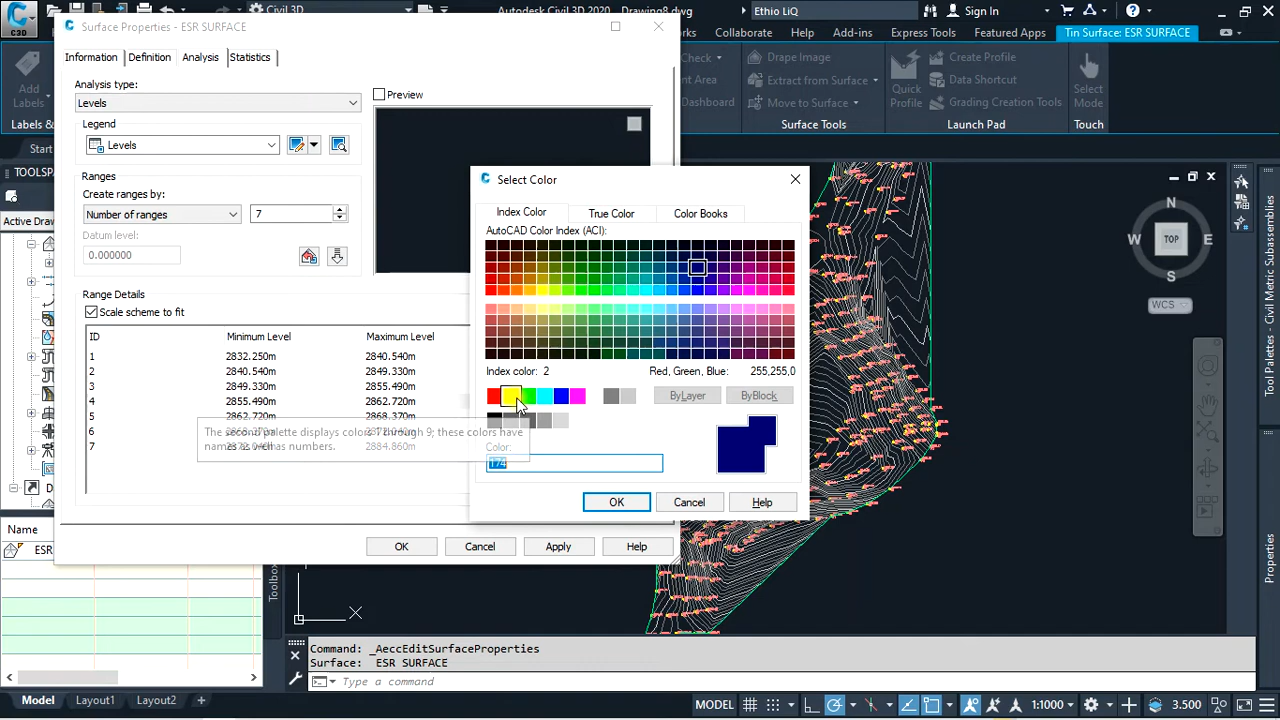 Civil 3D
Autodesk Civil 3D 2020 Drawing8.dwg
Ethio LiQ
Sign In
C3D
Surface Properties - ESR SURFACE
Collaborate
Help
Add-ins
Express Tools
Featured Apps
Tin Surface: ESR SURFACE
Information
Definition
Analysis
Statistics
Add
Labels
Labels &
Check
Drape Image
Extract from Surface
Move to Surface
Surface Tools
Quick
Profile
Create Profile
Data Shortcut
Grading Creation Tools
Launch Pad
Select
Mode
Touch
Analysis type:
Levels
Preview
Legend
Levels
Start
TOOLSPA
Ranges
Create ranges by:
Number of ranges
7
Datum level:
0.000000
Active Draw
Range Details
Scale scheme to fit
ID
Minimum Level
Maximum Level
1 2832.250m 2840.540m
2 2840.540m 2849.330m
3 2849.330m 2855.490m
4 2855.490m 2862.720m
5 2862.720m 2868.370m
6
7 2884.860m
Select Color
Index Color
True Color
Color Books
AutoCAD Color Index (ACI):
Index color: 2
Red, Green, Blue: 255,255,0
ByLayer
ByBlock
The second palette displays colors 1 through 9; these colors have
names as well as numbers.
Color:
174
OK
Cancel
Help
OK
Cancel
Apply
Help
N
W
TOP
E
S
WCS
Name
ESR
Toolbox
Survey
Subassemblies
Properties
Command: _AeccEditSurfaceProperties
Surface: ESR SURFACE
Type a command
Model
Layout1
Layout2
+
MODEL
1:1000
3.500